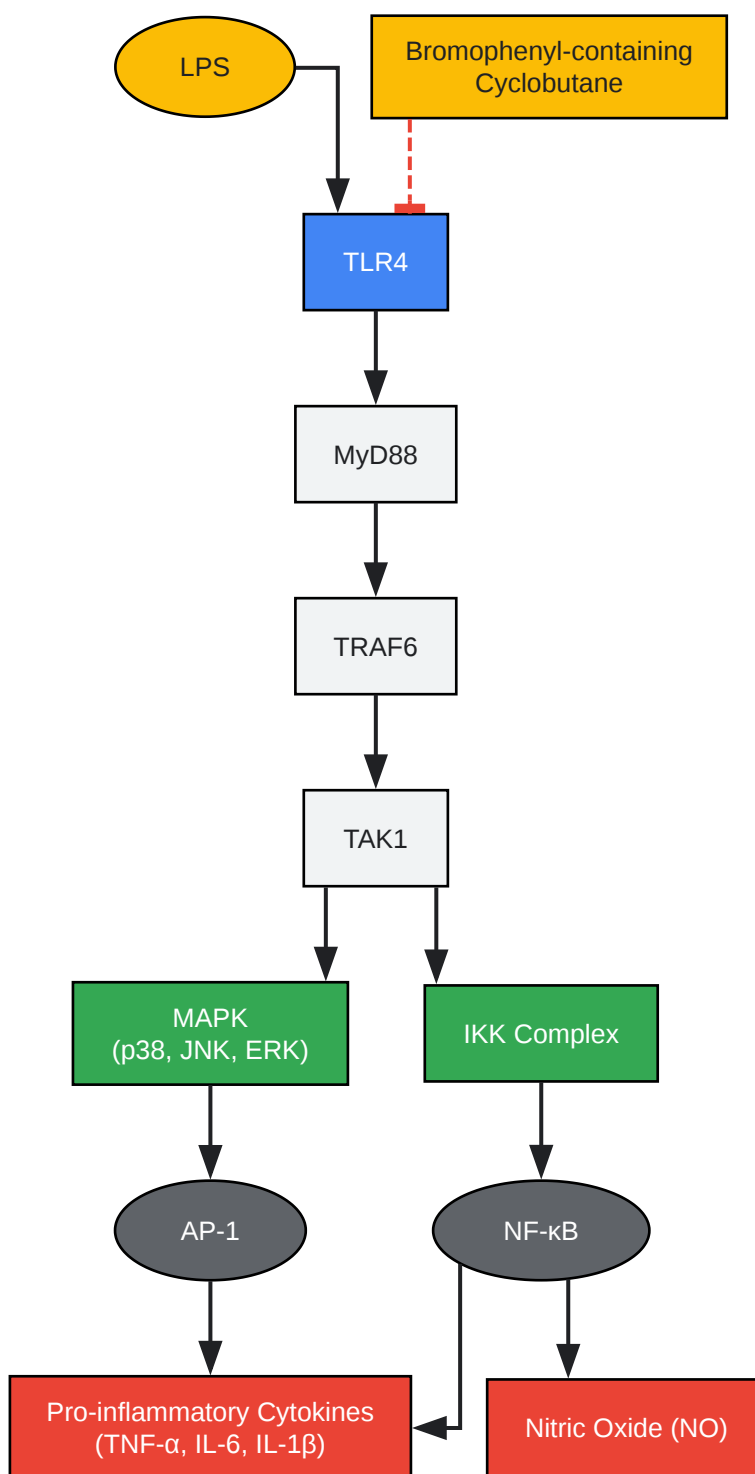 LPS
Bromophenyl-containing
Cyclobutane
TLR4
MyD88
TRAF6
TAK1
MAPK
(p38, JNK, ERK)
IKK Complex
AP-1
NF-κB
Pro-inflammatory Cytokines
(TNF-α, IL-6, IL-1β)
Nitric Oxide (NO)